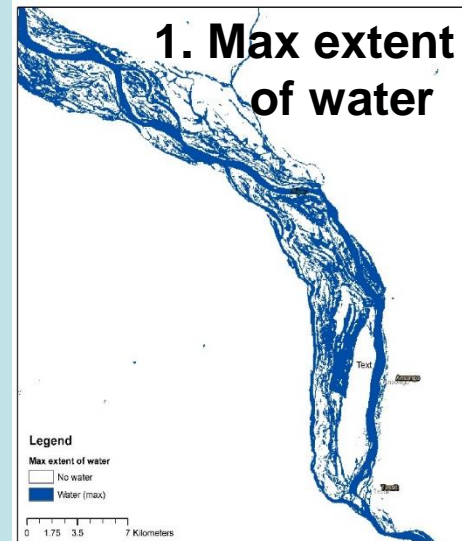 1. Max extent
of water
Text
Ansongo
Legend
Max extent of water
No water
Water (max)
0 1.75 3.5 7 Kilometers